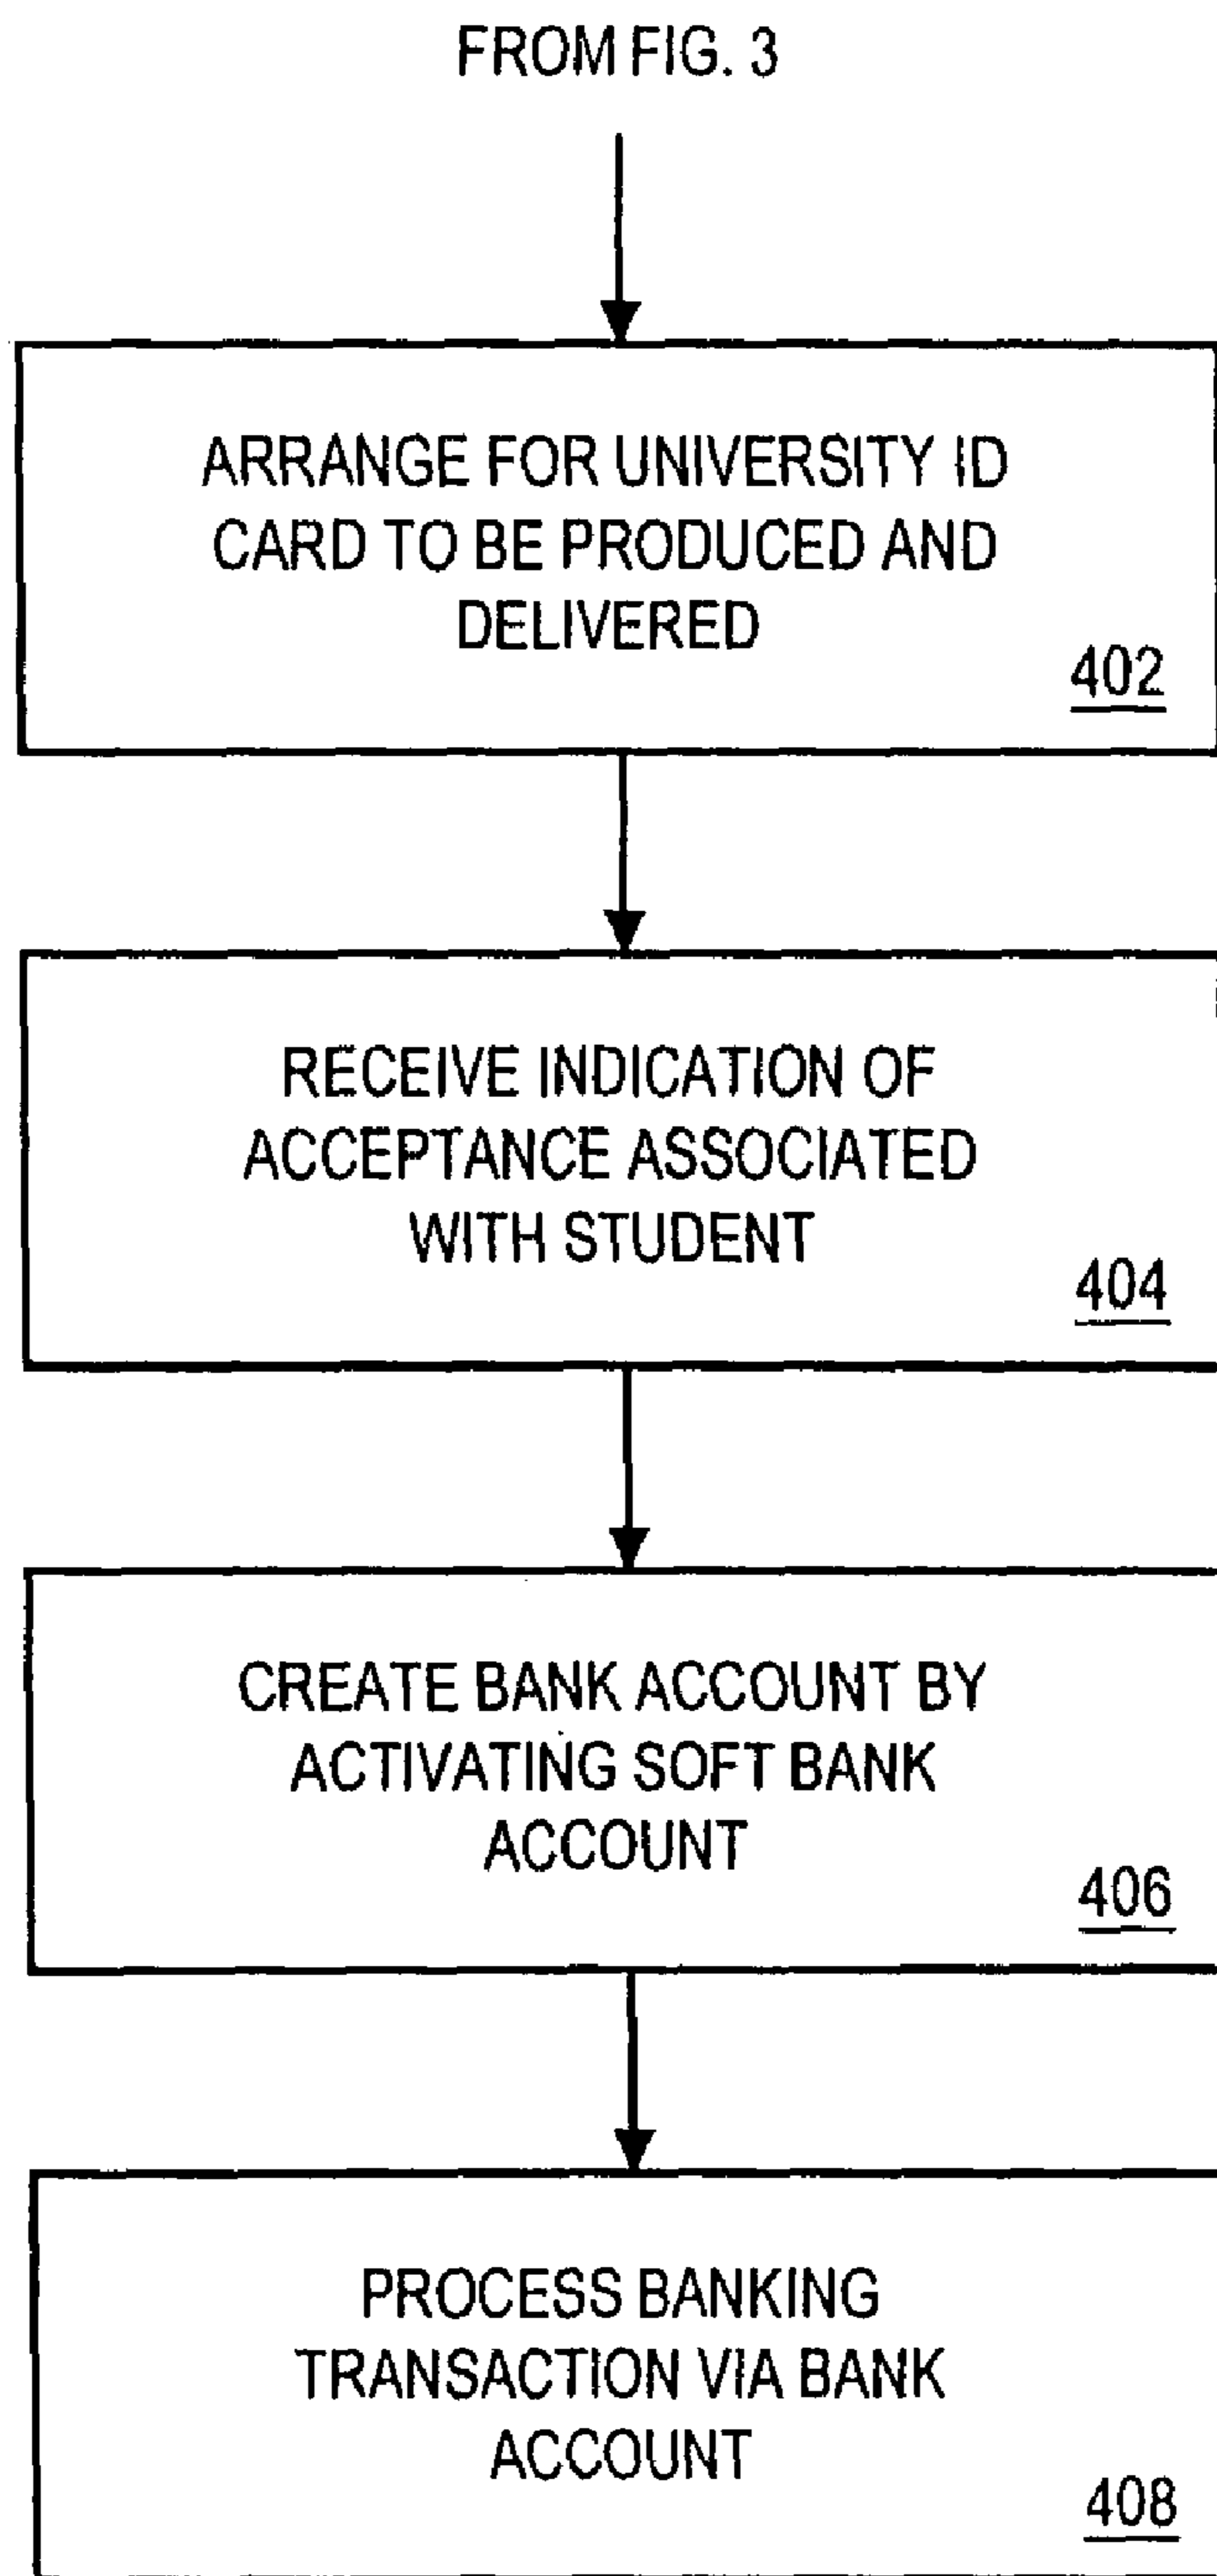 FROM FIG. 3
ARRANGE FOR UNIVERSITY ID
CARD TO BE PRODUCED AND
DELIVERED
402
RECEIVE INDICATION OF
ACCEPTANCE ASSOCIATED
WITH STUDENT
404
CREATE BANK ACCOUNT BY
ACTIVATING SOFT BANK
ACCOUNT
406
PROCESS BANKING
TRANSACTION VIA BANK
ACCOUNT
408